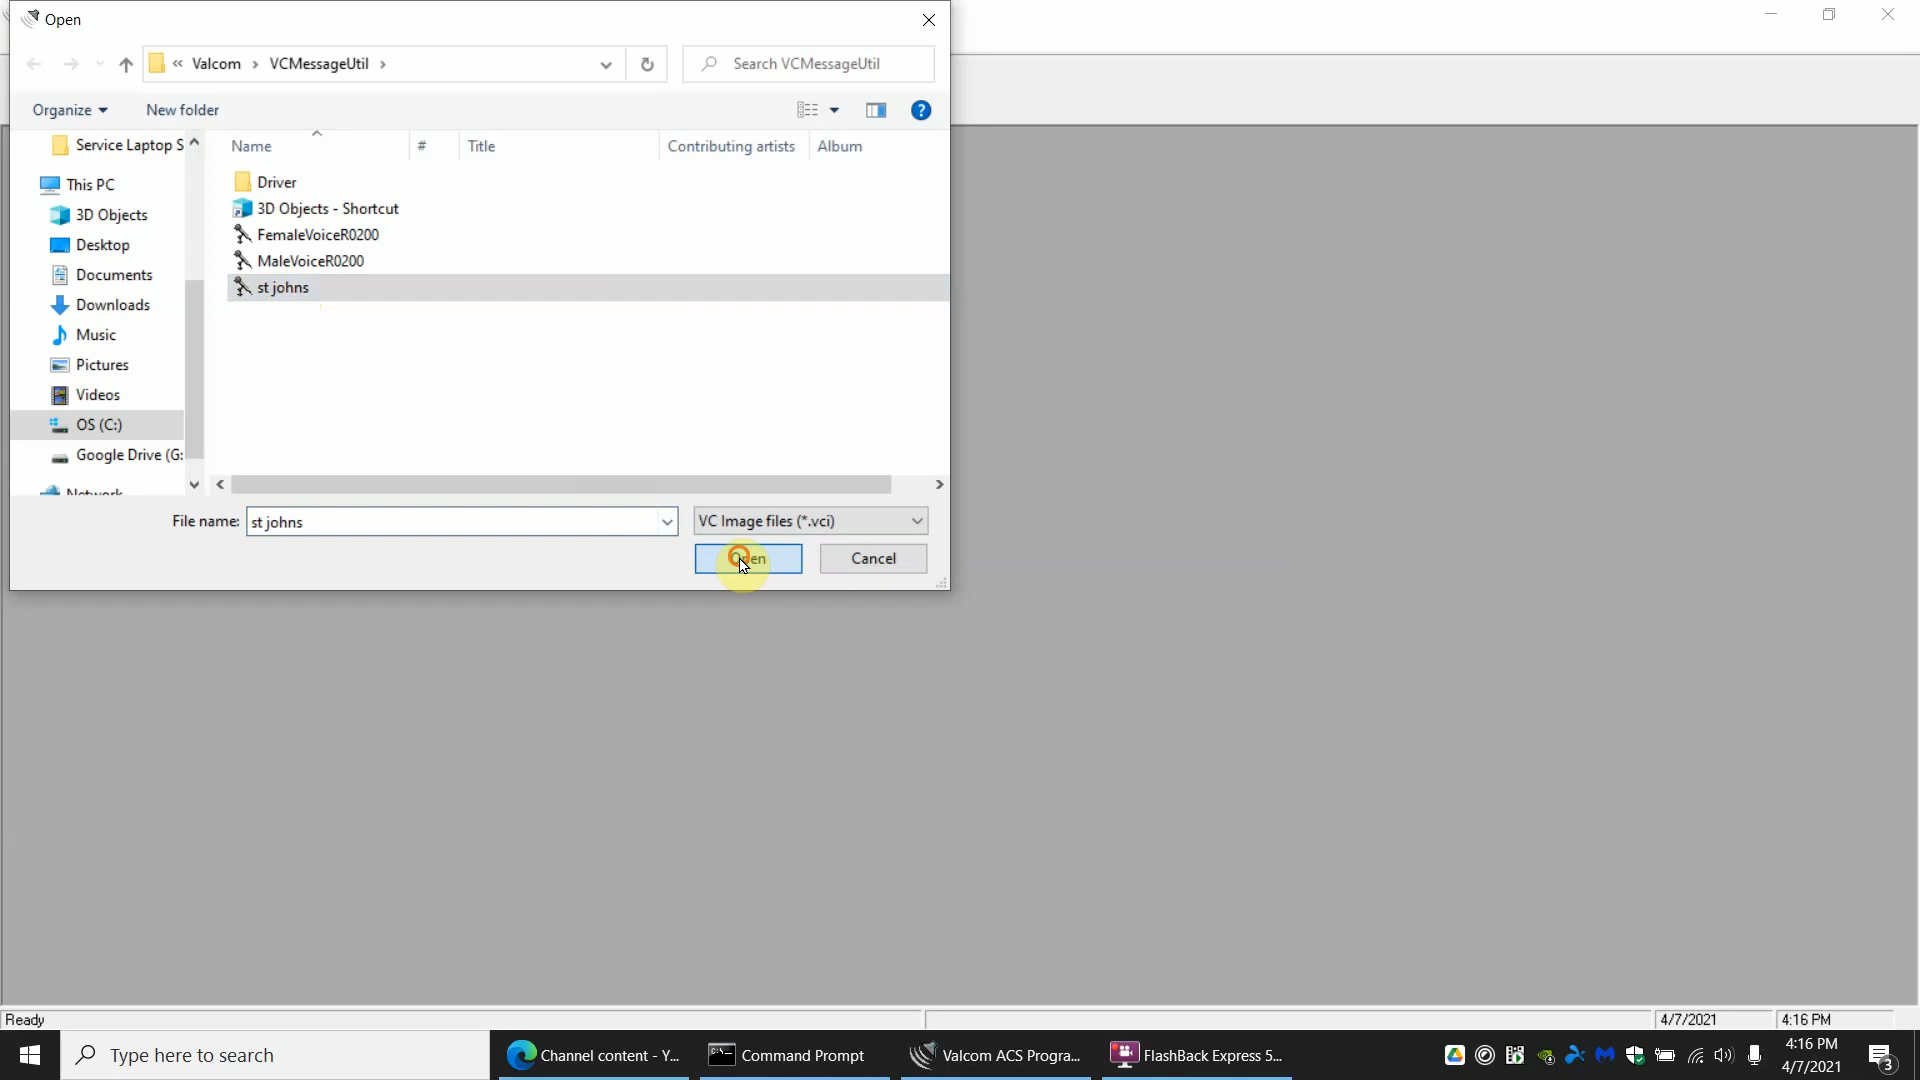 Open
« Valcom > VCMessageUtil >
Search VCMessageUtil
Organize
New folder
Name
#
Title
Contributing artists
Album
Service Laptop S
This PC
3D Objects
Desktop
Documents
Downloads
Music
Pictures
Videos
OS (C:)
Google Drive (G:
Network
Driver
3D Objects - Shortcut
FemaleVoiceR0200
MaleVoiceR0200
st johns
File name:
st johns
VC Image files (*.vci)
Open
Cancel
Ready
4/7/2021
4:16 PM
Type here to search
Channel content - Y...
Command Prompt
Valcom ACS Progra...
FlashBack Express 5...
4:16 PM
4/7/2021
3